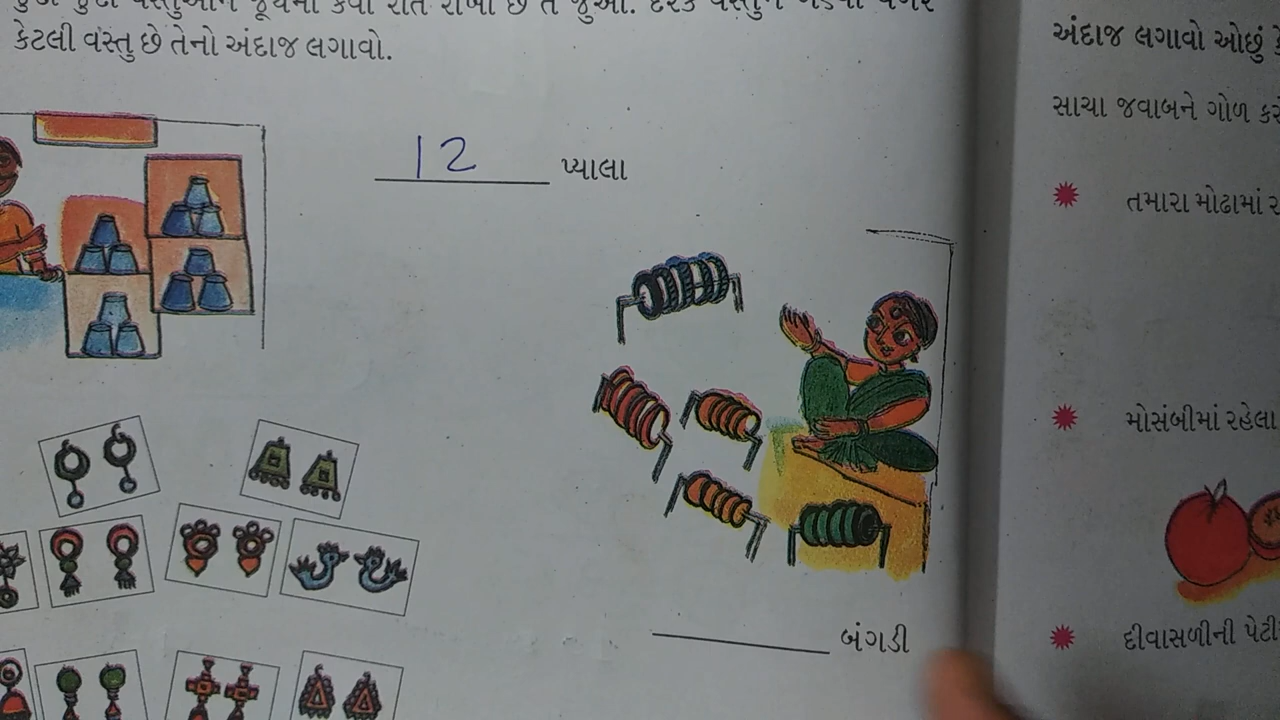 કેટલી વસ્તુ છે તેનો અંદાજ લગાવો.
12 પ્યાલા
બંગડી
અંદાજ લગાવો ઓછું
સાચા જવાબને ગોળ
તમારા મોઢામાં
મોસંબીમાં રહેલા
દીવાસળીની